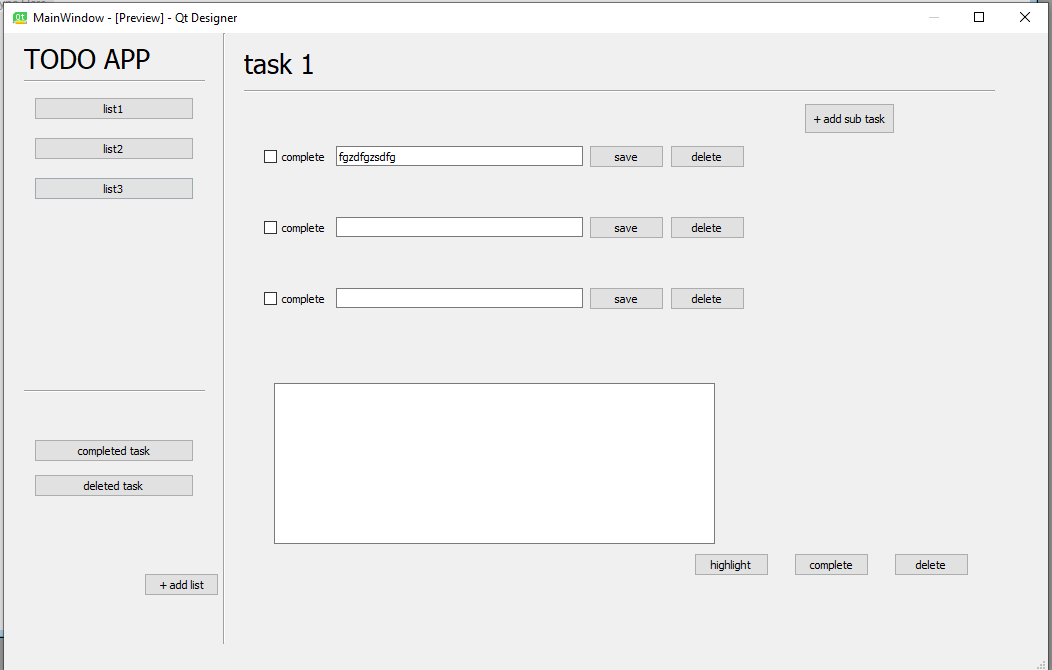 MainWindow - [Preview] - Qt Designer
TODO APP
list1
list2
list3
completed task
deleted task
+ add list
task 1
+ add sub task
complete fgzdfgzsdfg save delete
complete save delete
complete save delete
highlight complete delete